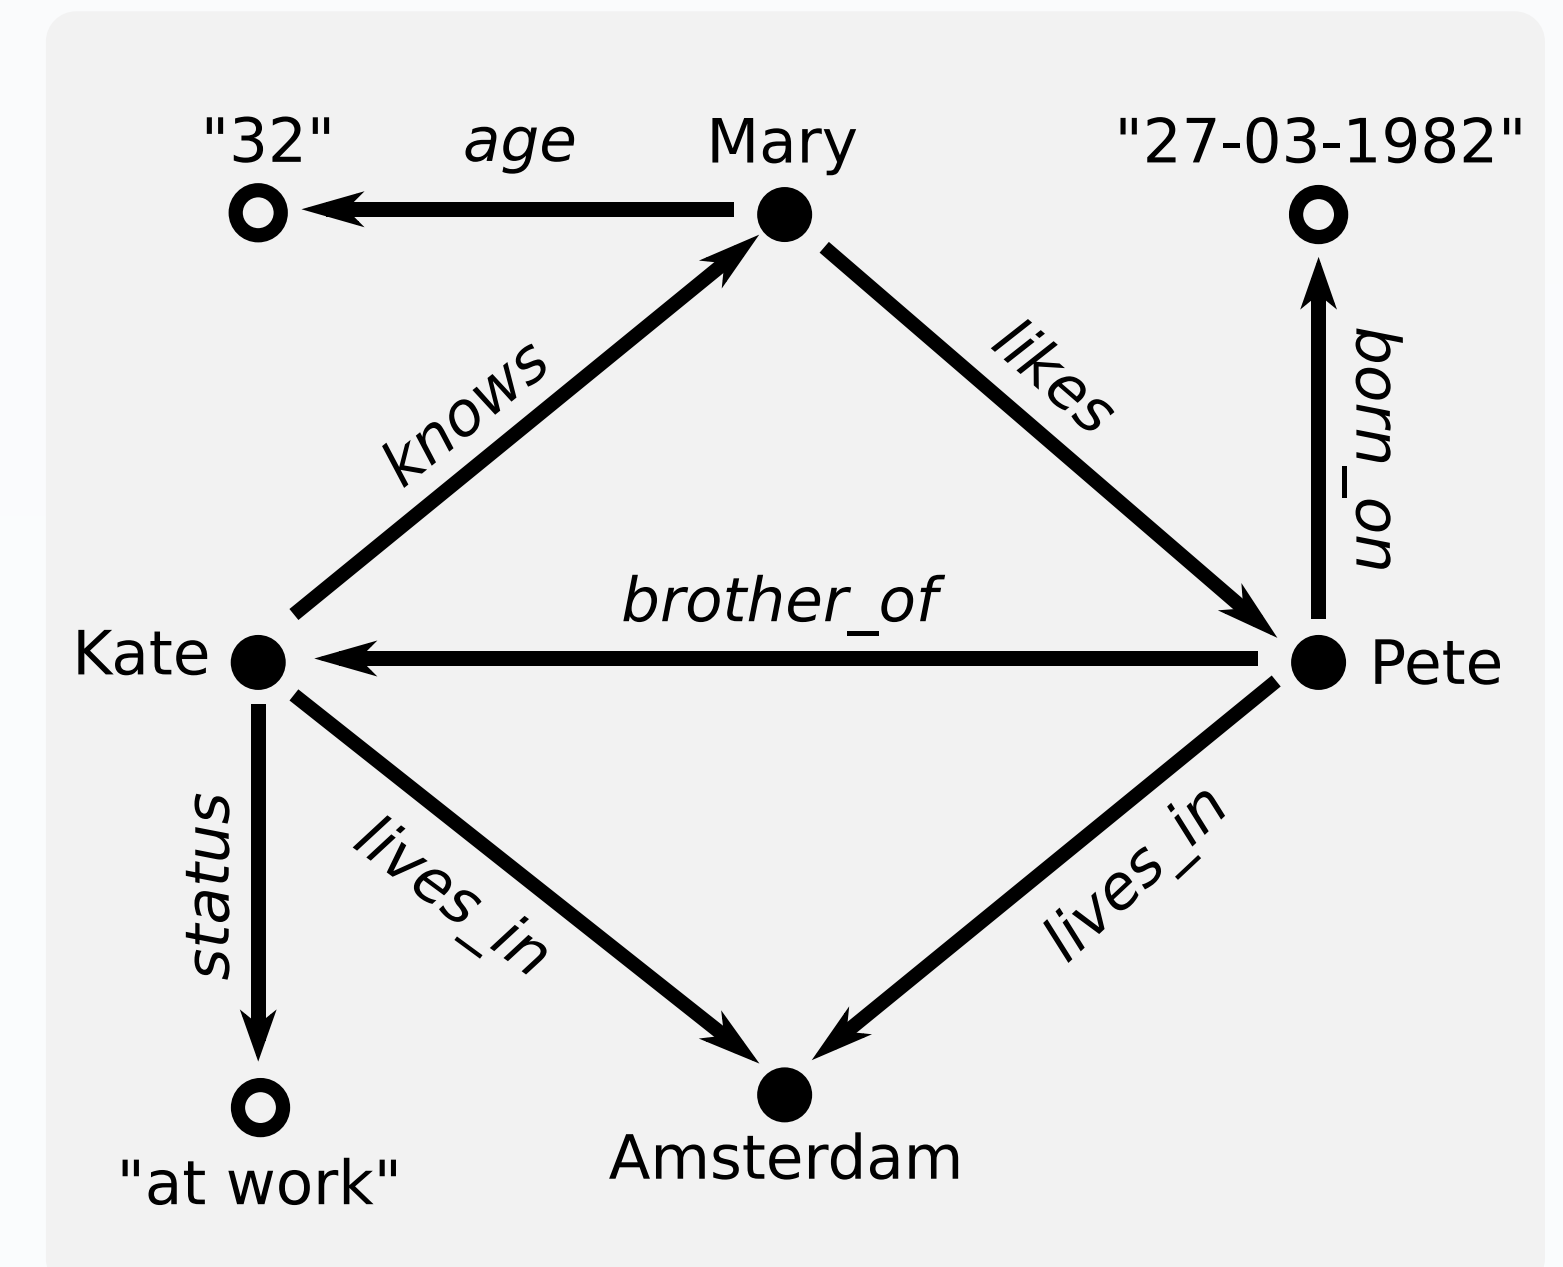 "32"
age
Mary
"27-03-1982"
knows
likes
born_on
brother_of
Kate
Pete
status
lives_in
lives_in
Amsterdam
"at work"